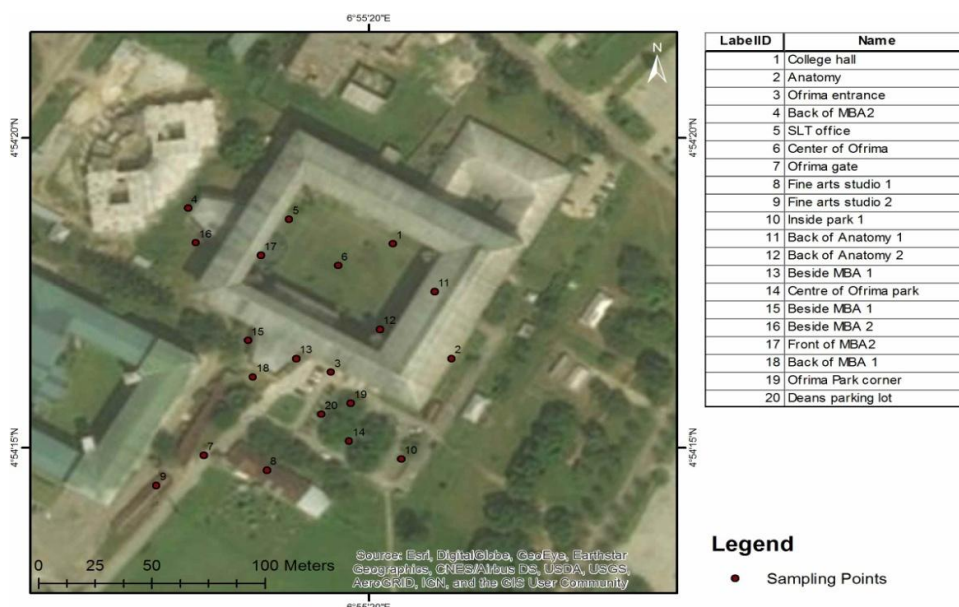 6°55'20"E
N
4°54'20"N
4°54'20"N
4
5
16
1
17
6
11
12
15
13
2
3
18
19
20
14
7
10
8
9
4°54'15"N
4°54'15"N
0 25 50 100 Meters
Source: Esri, DigitalGlobe, GeoEye, Earthstar
Geographics, CNES/Airbus DS, USDA, USGS,
AeroGRID, IGN, and the GIS User Community
6°55'20"E
LabelID Name
1 College hall
2 Anatomy
3 Ofrima entrance
4 Back of MBA2
5 SLT office
6 Center of Ofrima
7 Ofrima gate
8 Fine arts studio 1
9 Fine arts studio 2
10 Inside park 1
11 Back of Anatomy 1
12 Back of Anatomy 2
13 Beside MBA 1
14 Centre of Ofrima park
15 Beside MBA 1
16 Beside MBA 2
17 Front of MBA2
18 Back of MBA 1
19 Ofrima Park corner
20 Deans parking lot
Legend
Sampling Points